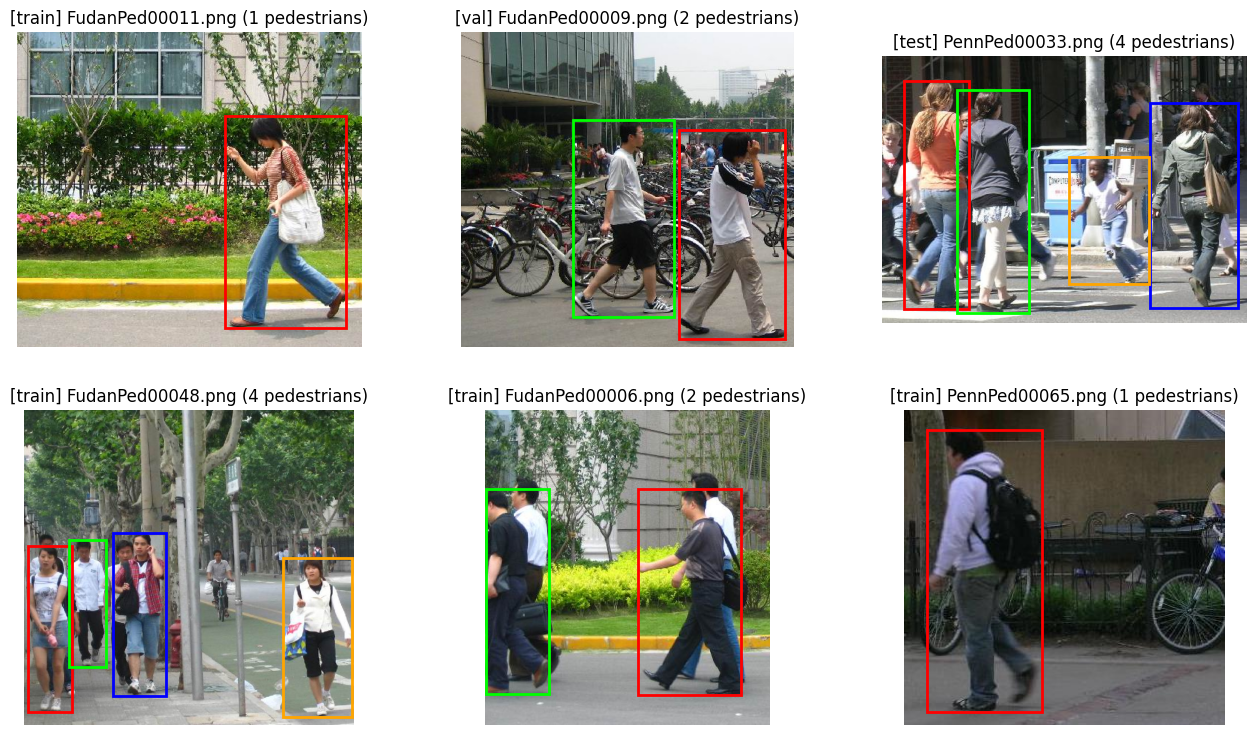 [train] FudanPed00011.png (1 pedestrians)
[val] FudanPed00009.png (2 pedestrians)
[test] PennPed00033.png (4 pedestrians)
FREE
[train] FudanPed00048.png (4 pedestrians)
[train] FudanPed00006.png (2 pedestrians)
[train] PennPed00065.png (1 pedestrians)